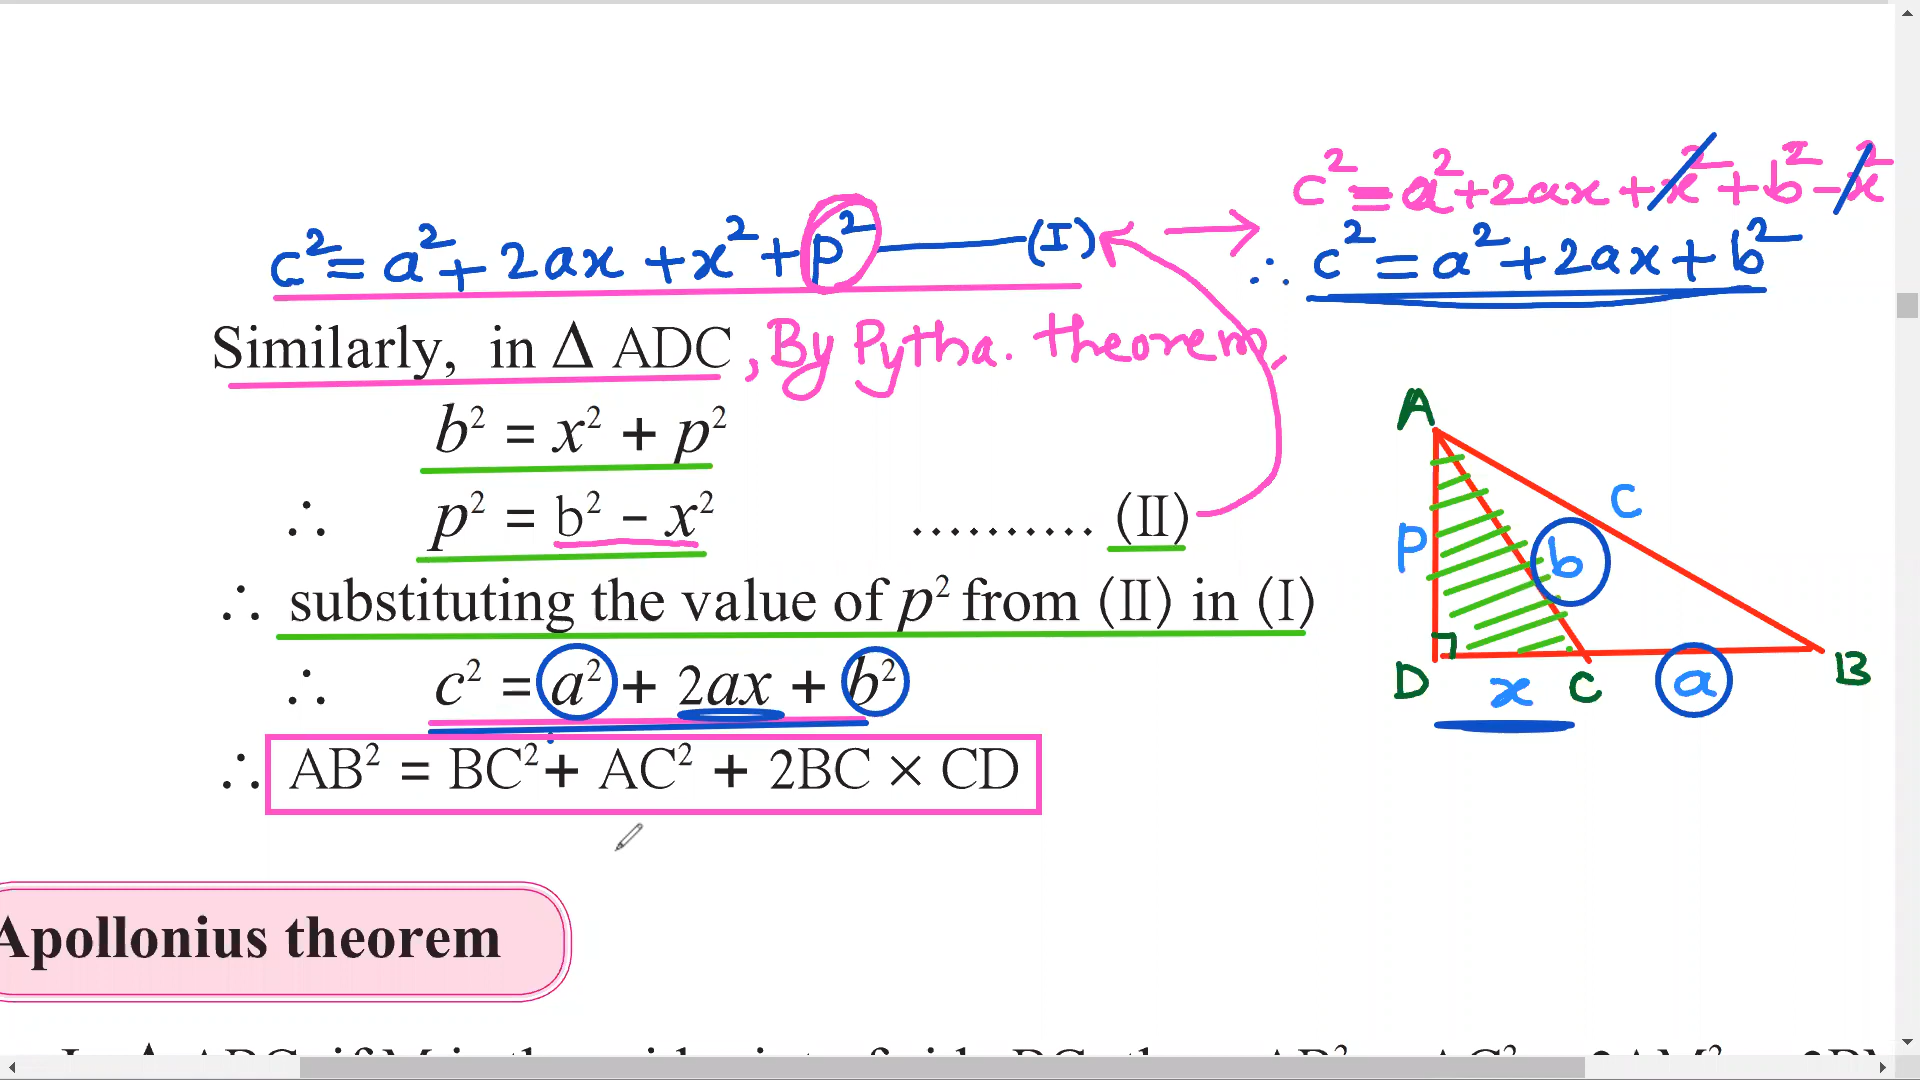 c² = a² + 2ax + x² + b² - x²
c² = a² + 2ax + x² + p² (I)
∴ c² = a² + 2ax + b²
Similarly, in Δ ADC , By Pytha. theorem,
b² = x² + p²
∴ p² = b² - x² .......... (II)
∴ substituting the value of p² from (II) in (I)
∴ c² = a² + 2ax + b²
∴ AB² = BC² + AC² + 2BC × CD
A
c
p
b
D
x
C
a
B
Apollonius theorem